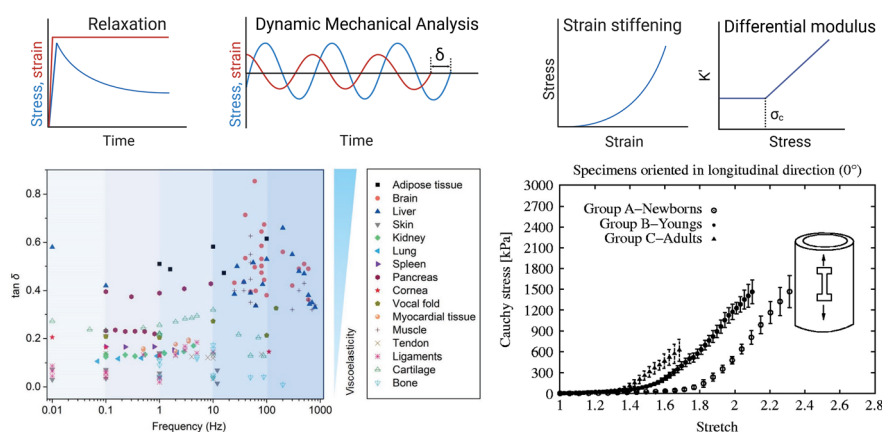 Relaxation
Stress, strain
Time
Dynamic Mechanical Analysis
Stress, strain
δ
Time
Strain stiffening
Stress
Strain
Differential modulus
K'
σc
Stress
tan δ
0.8
0.6
0.4
0.2
0.0
0.01
0.1
1
10
100
1000
Frequency (Hz)
Viscoelasticity
Adipose tissue
Brain
Liver
Skin
Kidney
Lung
Spleen
Pancreas
Cornea
Vocal fold
Myocardial tissue
Muscle
Tendon
Ligaments
Cartilage
Bone
Specimens oriented in longitudinal direction (0°)
Cauchy stress [kPa]
3000
2700
2400
2100
1800
1500
1200
900
600
300
0
Group A–Newborns
Group B–Youngs
Group C–Adults
1 1.2 1.4 1.6 1.8 2 2.2 2.4 2.6 2.8
Stretch